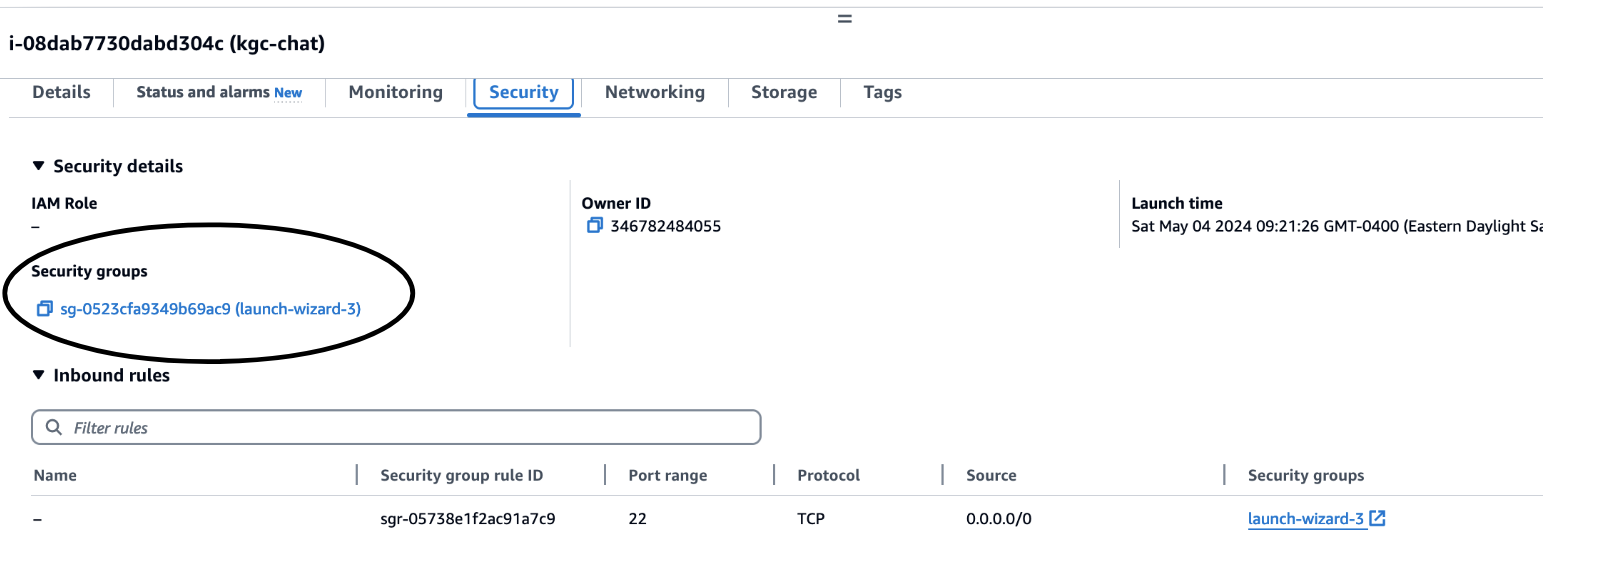 i-08dab7730dabd304c (kgc-chat)
Details Status and alarms New Monitoring Security Networking Storage Tags
Security details
IAM Role Owner ID Launch time
– 346782484055 Sat May 04 2024 09:21:26 GMT-0400 (Eastern Daylight Sa
Security groups
sg-0523cfa9349b69ac9 (launch-wizard-3)
Inbound rules
Filter rules
Name Security group rule ID Port range Protocol Source Security groups
– sgr-05738e1f2ac91a7c9 22 TCP 0.0.0.0/0 launch-wizard-3